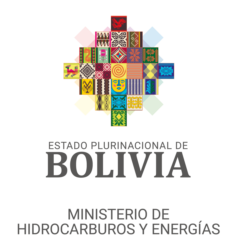 ESTADO PLURINACIONAL DE
BOLIVIA
MINISTERIO DE
HIDROCARBUROS Y ENERGÍAS